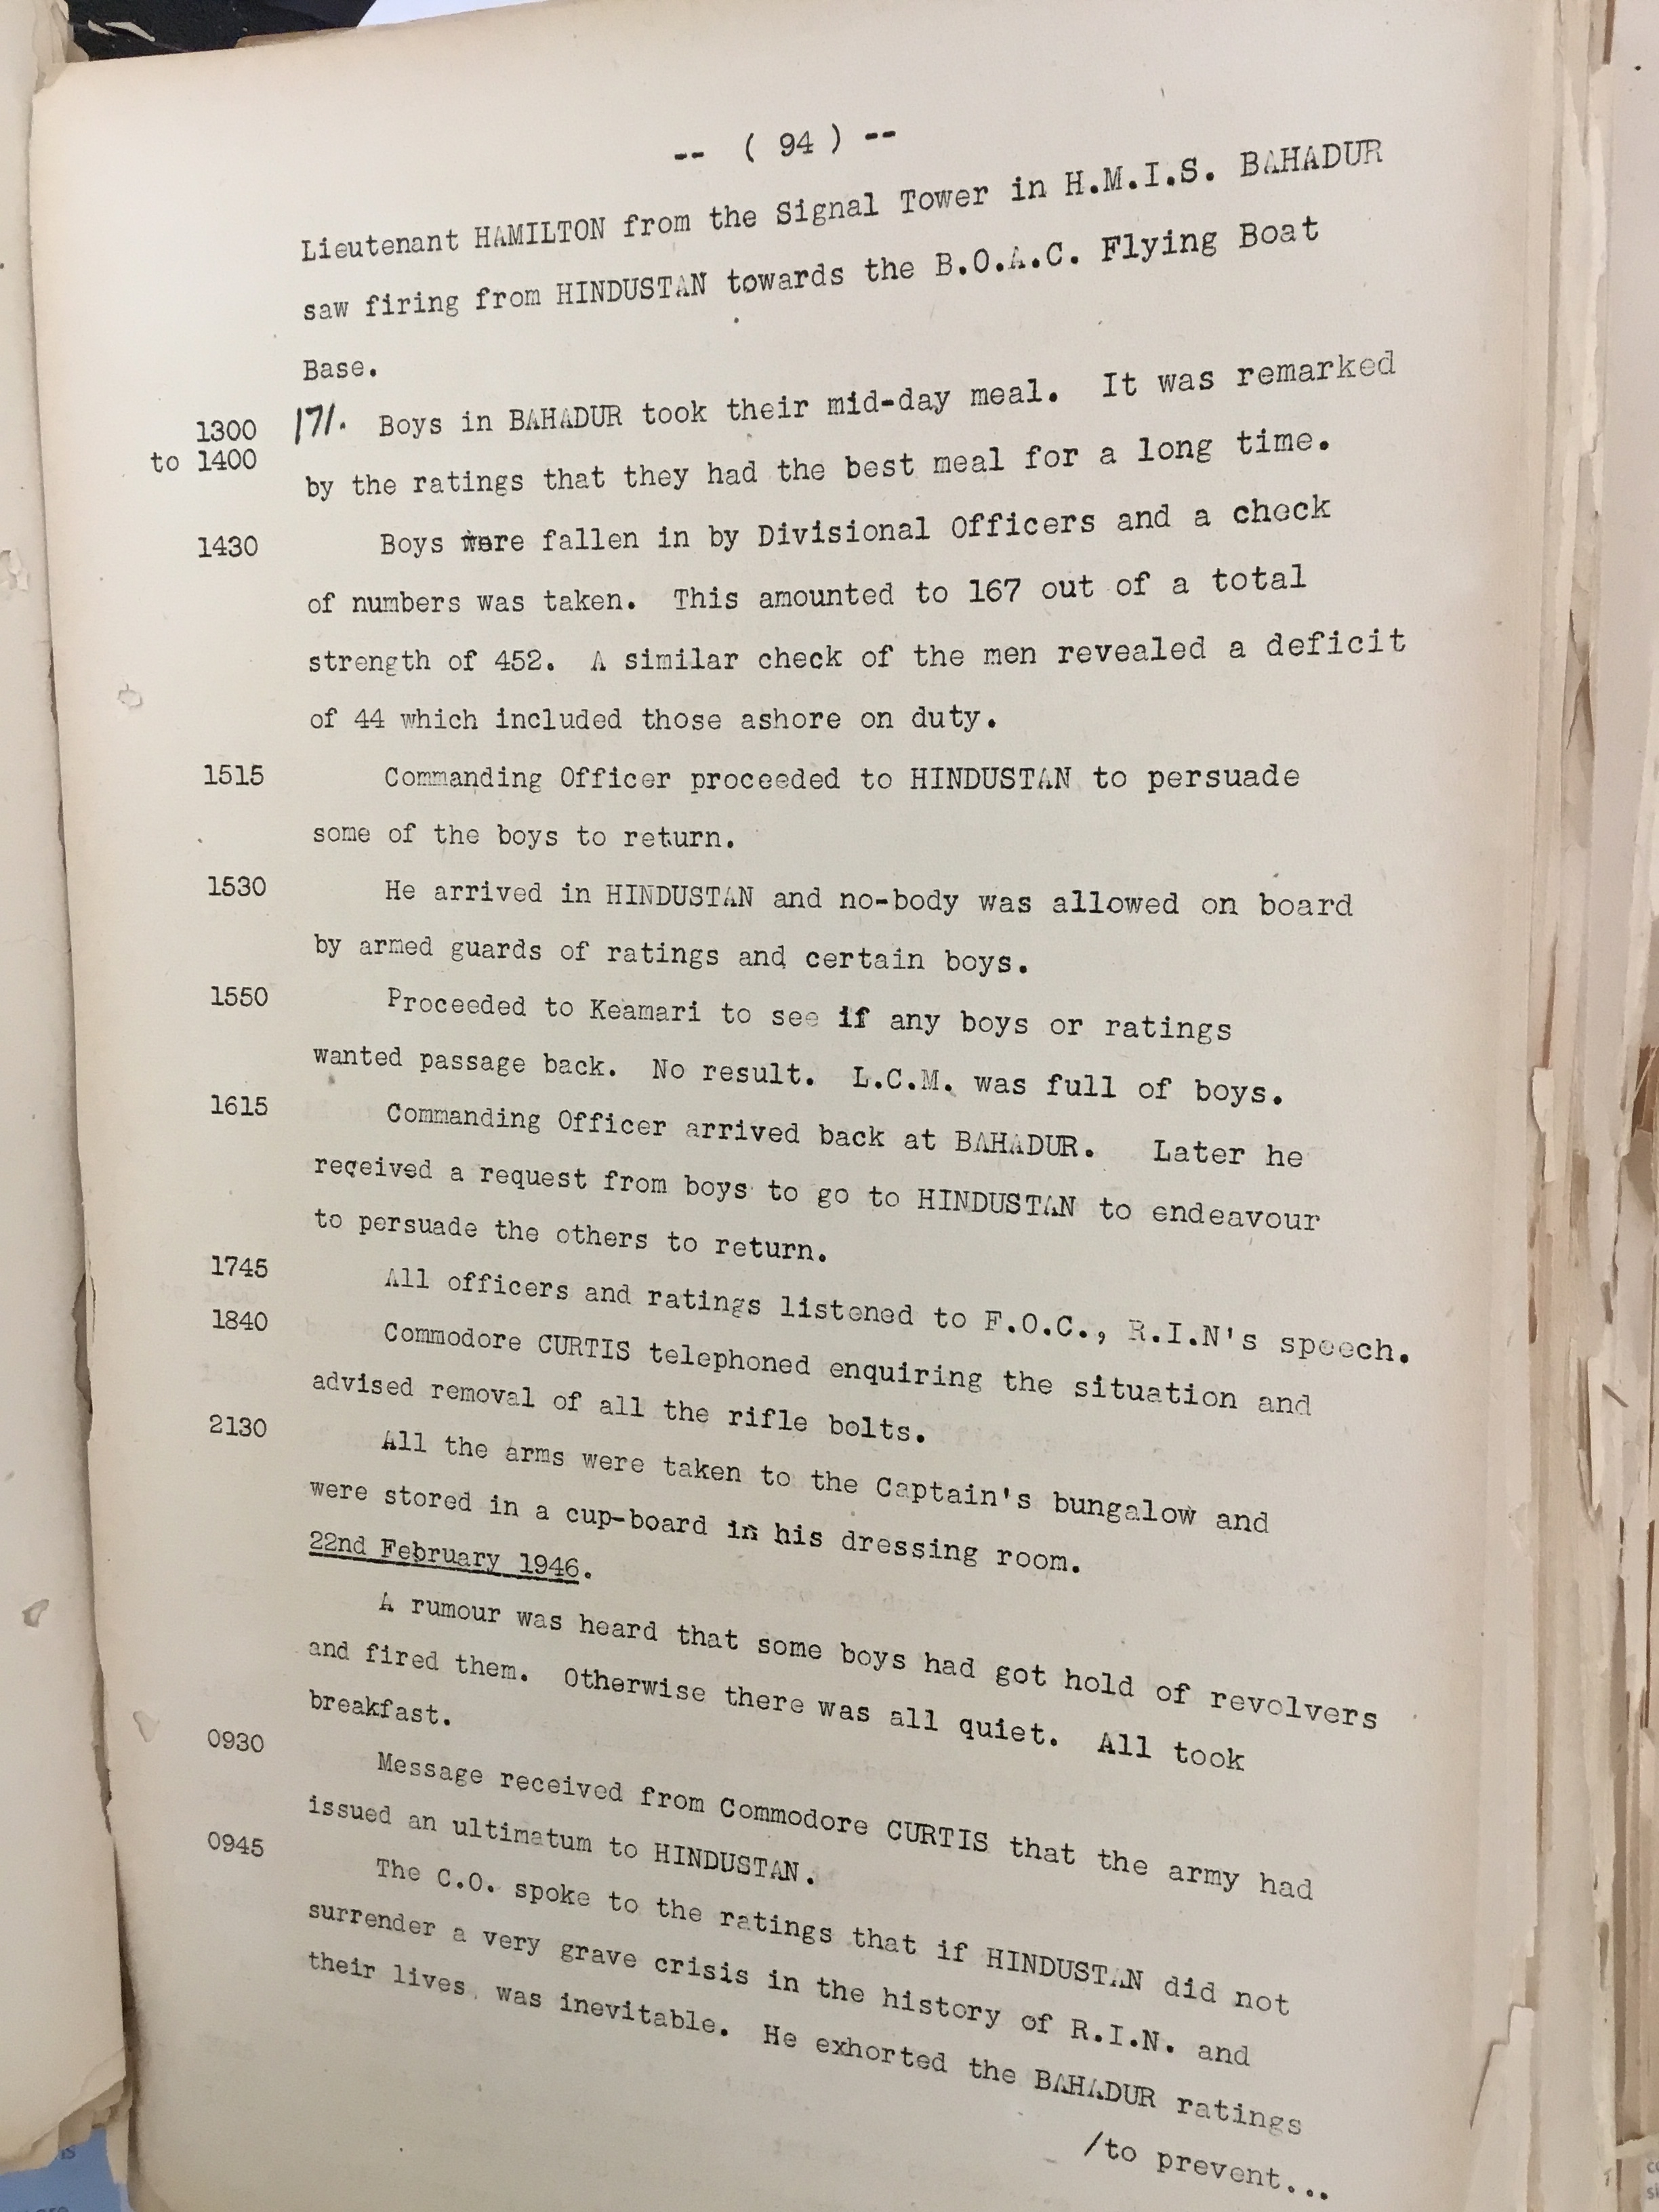 -- ( 94 ) --
Lieutenant HAMILTON from the Signal Tower in H.M.I.S. BAHADUR
saw firing from HINDUSTAN towards the B.O.A.C. Flying Boat
Base.
1300 171. Boys in BAHADUR took their mid-day meal. It was remarked
to 1400
by the ratings that they had the best meal for a long time.
1430 Boys were fallen in by Divisional Officers and a check
of numbers was taken. This amounted to 167 out of a total
strength of 452. A similar check of the men revealed a deficit
of 44 which included those ashore on duty.
1515 Commanding Officer proceeded to HINDUSTAN to persuade
some of the boys to return.
1530 He arrived in HINDUSTAN and no-body was allowed on board
by armed guards of ratings and certain boys.
1550 Proceeded to Keamari to see if any boys or ratings
wanted passage back. No result. L.C.M. was full of boys.
1615 Commanding Officer arrived back at BAHADUR. Later he
received a request from boys to go to HINDUSTAN to endeavour
to persuade the others to return.
1745 All officers and ratings listened to F.O.C., R.I.N's speech.
1840 Commodore CURTIS telephoned enquiring the situation and
advised removal of all the rifle bolts.
2130 All the arms were taken to the Captain's bungalow and
were stored in a cup-board in his dressing room.
22nd February 1946.
A rumour was heard that some boys had got hold of revolvers
and fired them. Otherwise there was all quiet. All took
breakfast.
0930 Message received from Commodore CURTIS that the army had
issued an ultimatum to HINDUSTAN.
0945 The C.O. spoke to the ratings that if HINDUSTAN did not
surrender a very grave crisis in the history of R.I.N. and
their lives, was inevitable. He exhorted the BAHADUR ratings
/to prevent...